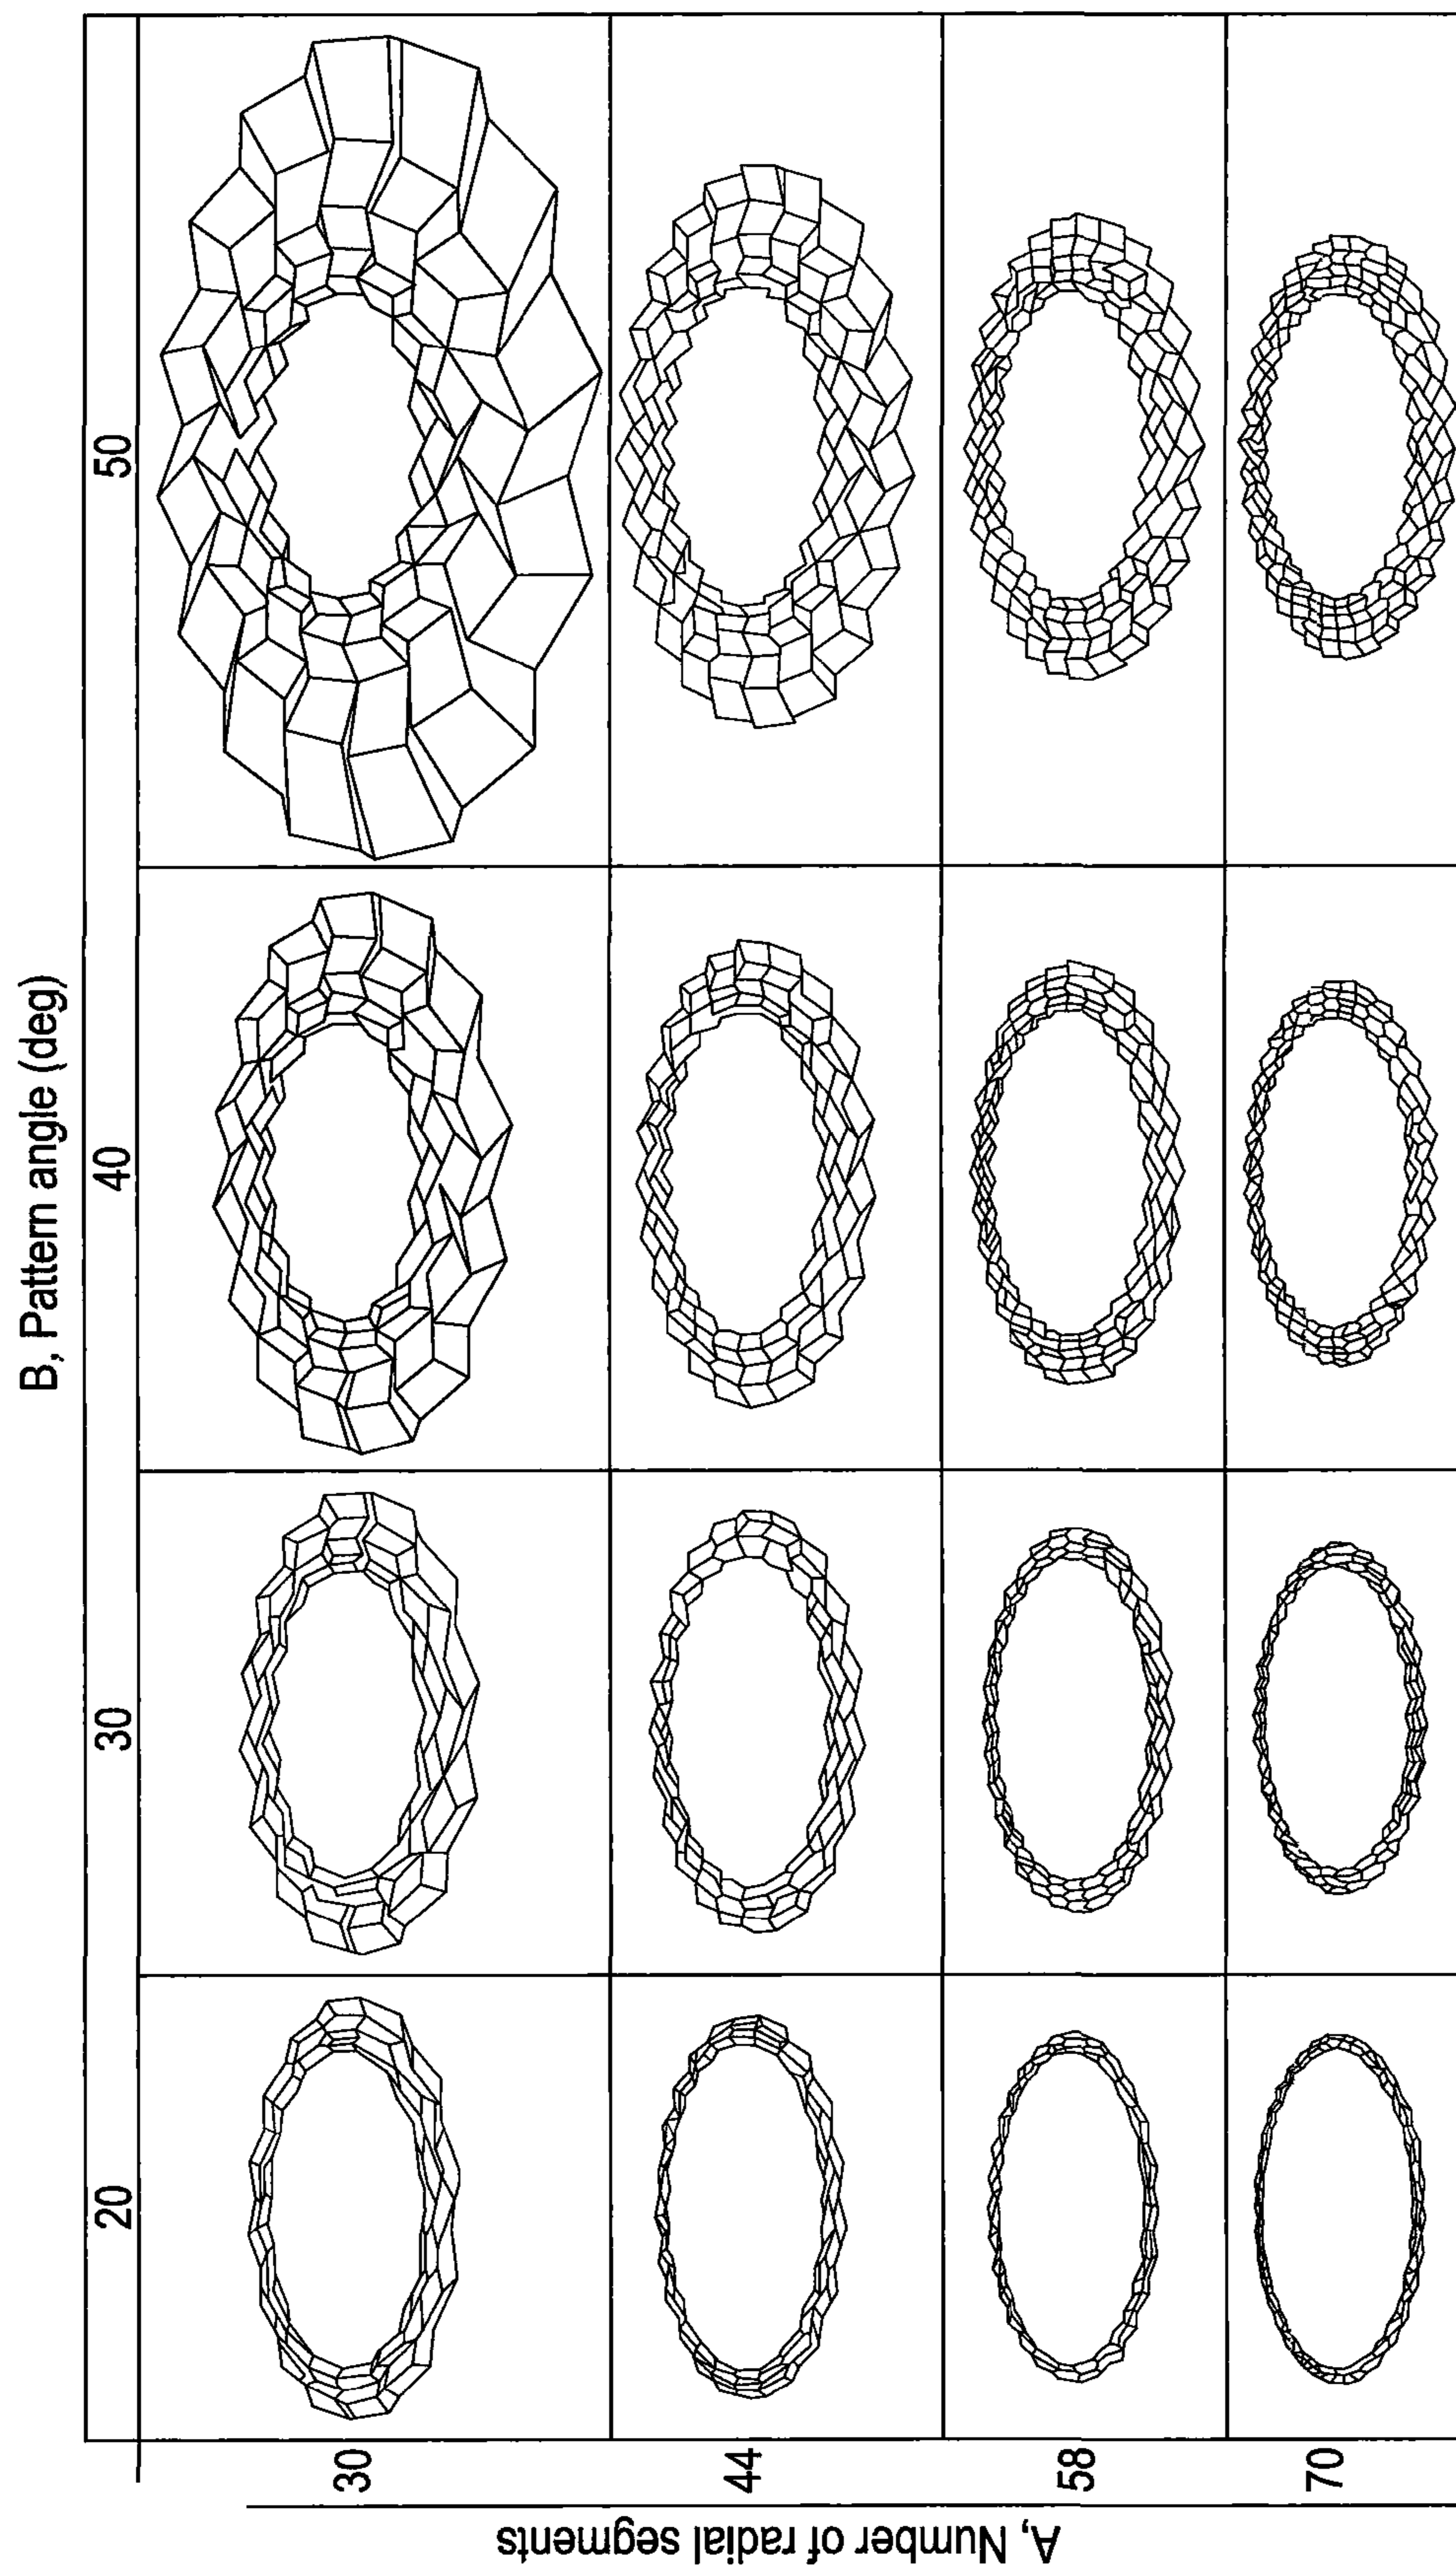 B, Pattern angle (deg)
20 30 40 50
A, Number of radial segments
30
44
58
70